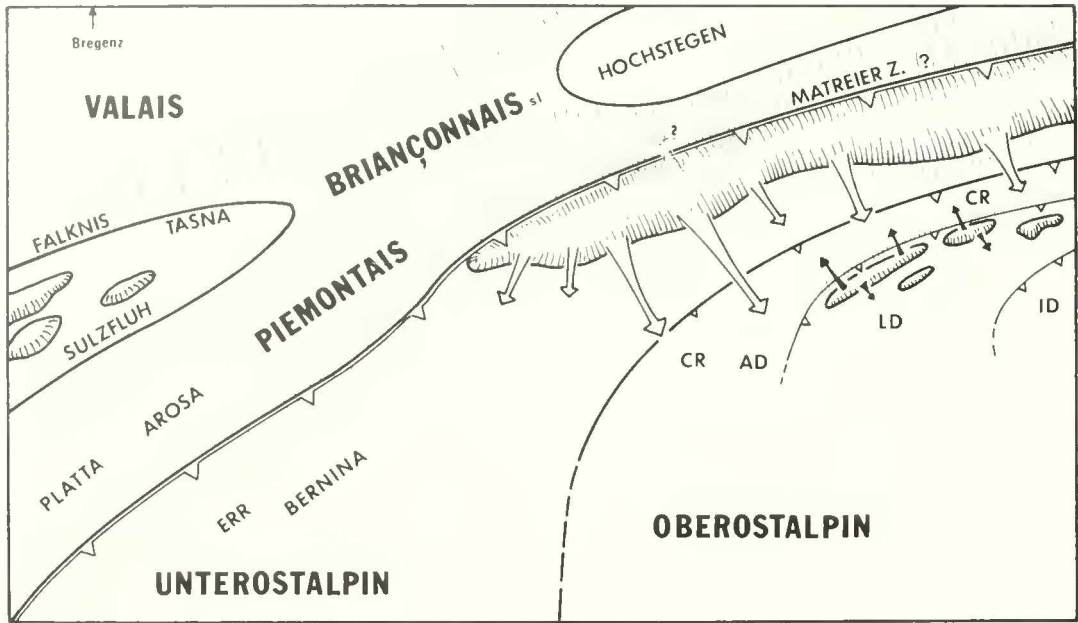 Bregenz
VALAIS
HOCHSTEGEN
MATREIER Z. ?
BRIANÇONNAIS sl
?
FALKNIS
TASNA
SULZFLUH
PIEMONTAIS
CR
LD
ID
CR AD
AROSA
PLATTA
ERR
BERNINA
OBEROSTALPIN
UNTEROSTALPIN